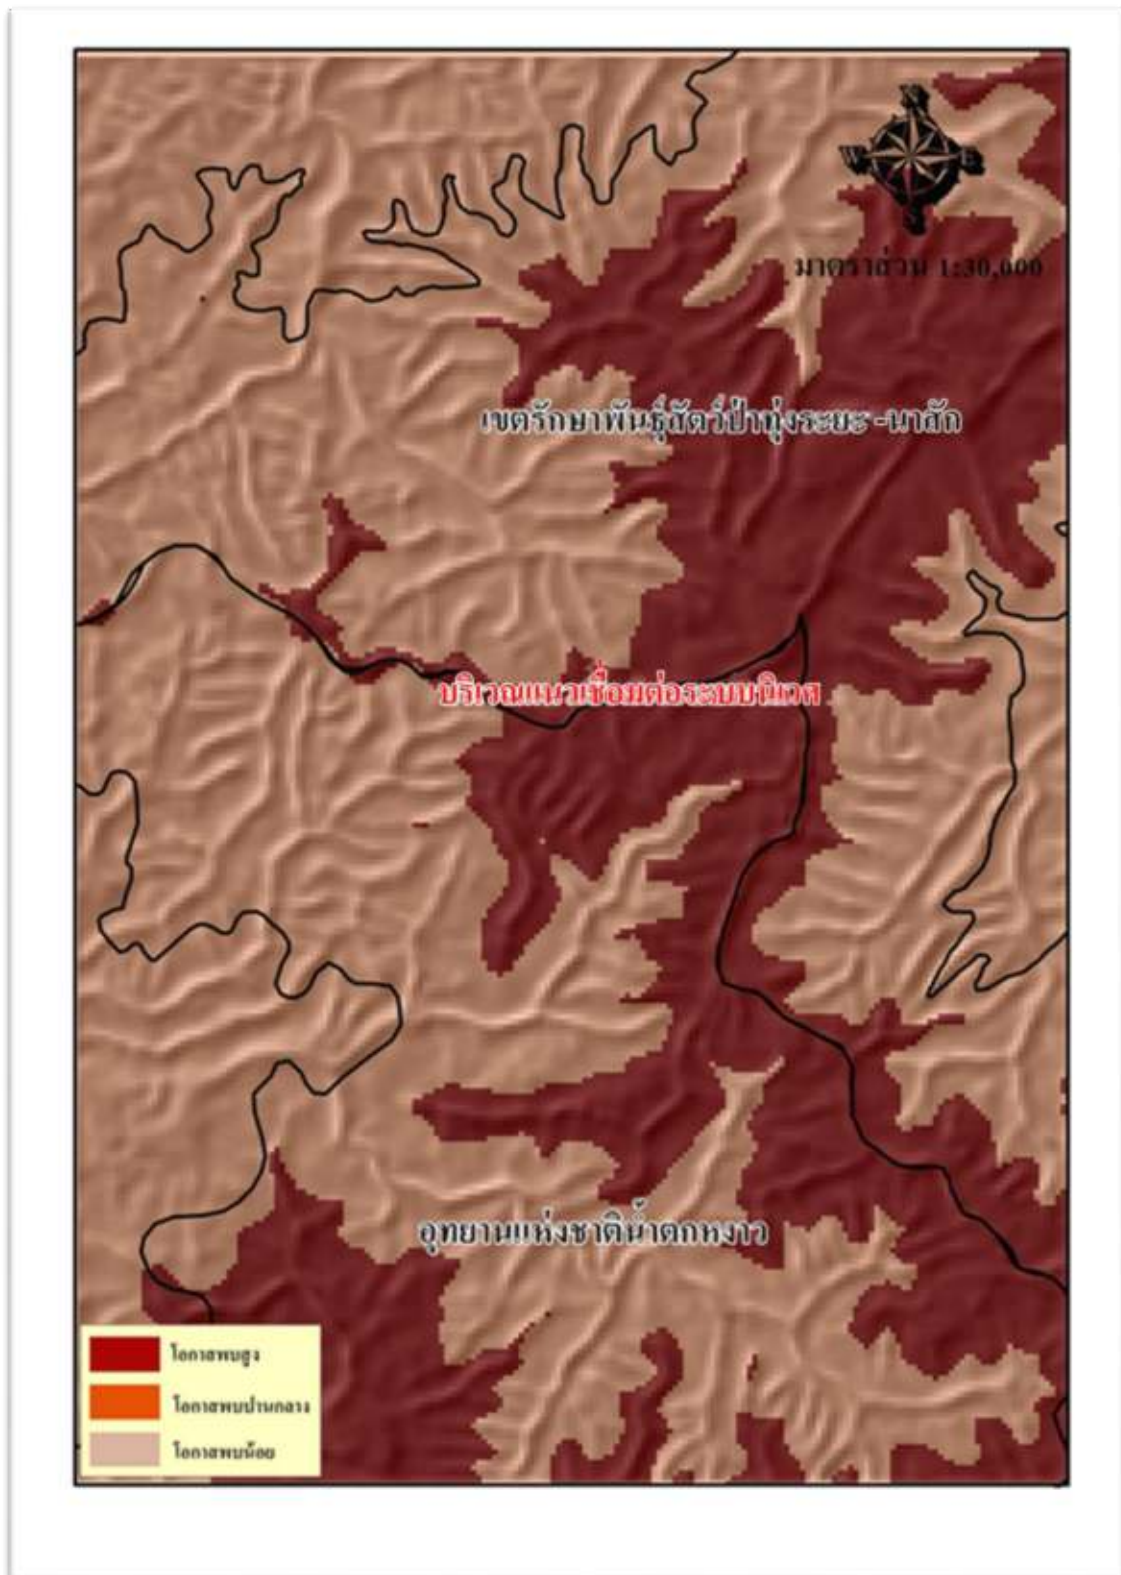 มาตราส่วน 1:30,000
เขตรักษาพันธุ์สัตว์ป่าทุ่งระยะ-นาสัก
บริเวณแนวเชื่อมต่อระบบนิเวศ
อุทยานแห่งชาติน้ำตกหงาว
โอกาสพบสูง
โอกาสพบปานกลาง
โอกาสพบน้อย